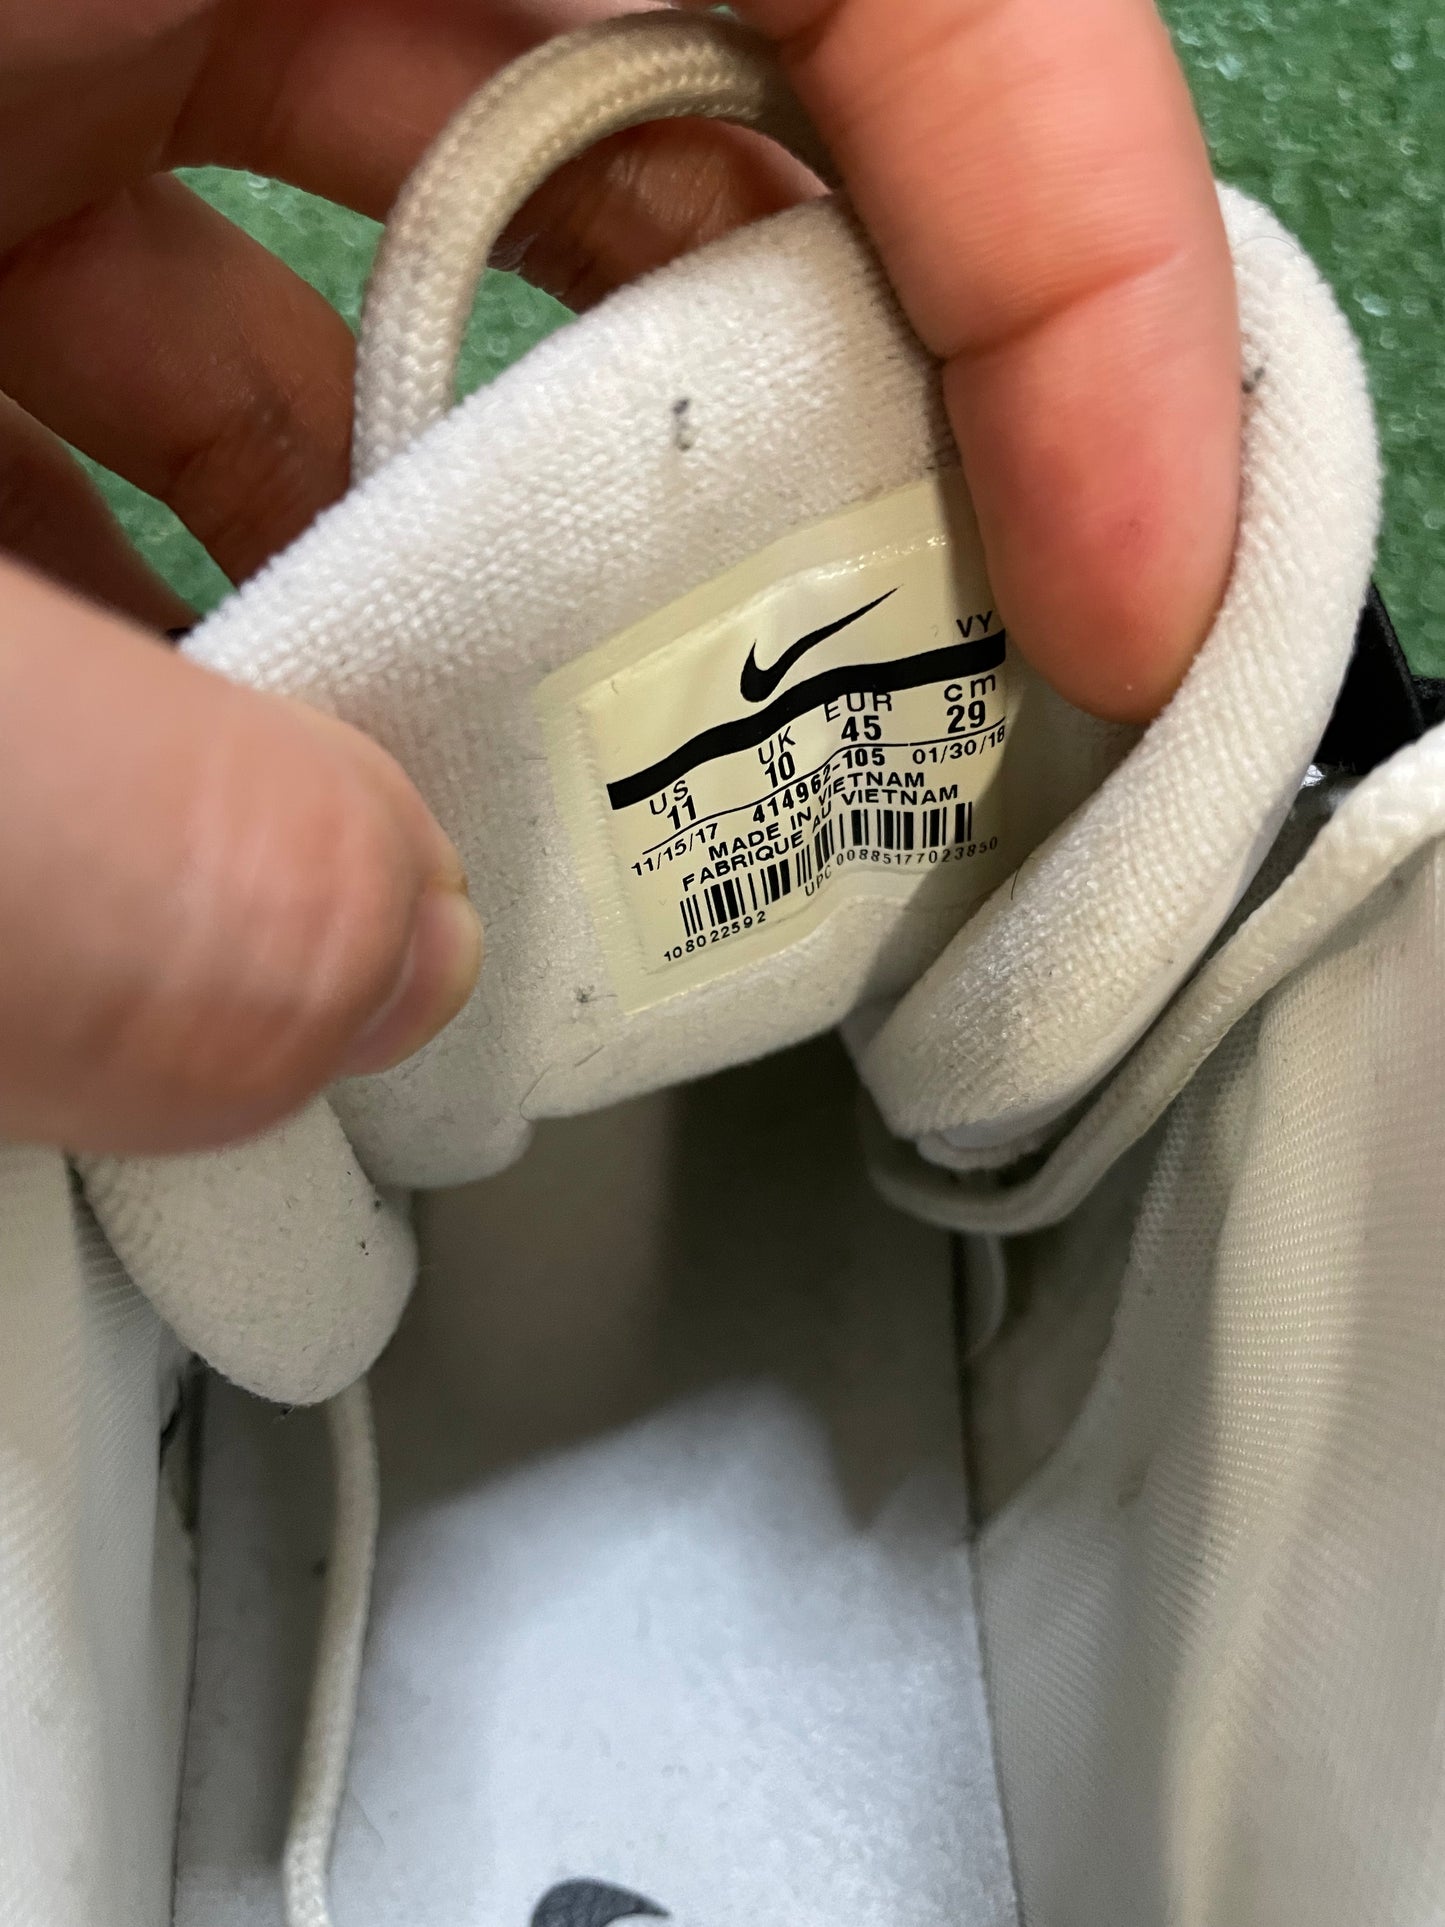 VY
US UK EUR cm
11 10 45 29
11/15/17 414962-105 01/30/18
MADE IN VIETNAM
FABRIQUE AU VIETNAM
108022592 UPC 00885177023850